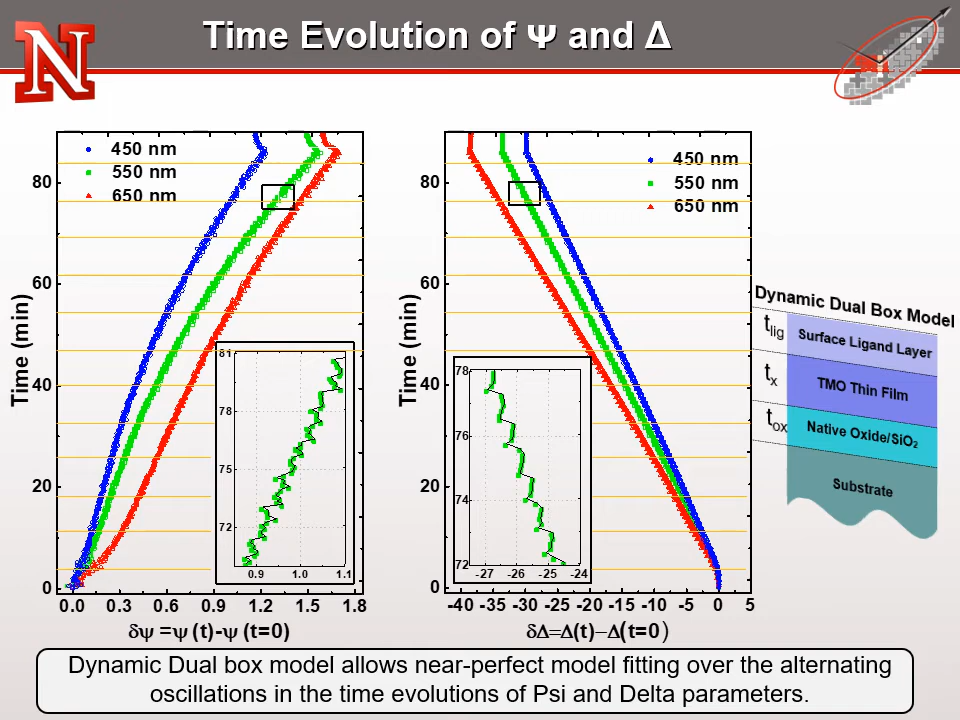 Time Evolution of Ψ and Δ
N
450 nm
550 nm
650 nm
80
60
40
20
0
Time (min)
0.0 0.3 0.6 0.9 1.2 1.5 1.8
δψ =ψ (t)-ψ (t=0)
81
78
75
72
0.9 1.0 1.1
450 nm
550 nm
650 nm
80
60
40
20
0
Time (min)
-40 -35 -30 -25 -20 -15 -10 -5 0 5
δΔ=Δ(t)−Δ(t=0)
78
76
74
72
-27 -26 -25 -24
Dynamic Dual Box Model
tlig
Surface Ligand Layer
tx
TMO Thin Film
tox
Native Oxide/SiO₂
Substrate
Dynamic Dual box model allows near-perfect model fitting over the alternating
oscillations in the time evolutions of Psi and Delta parameters.